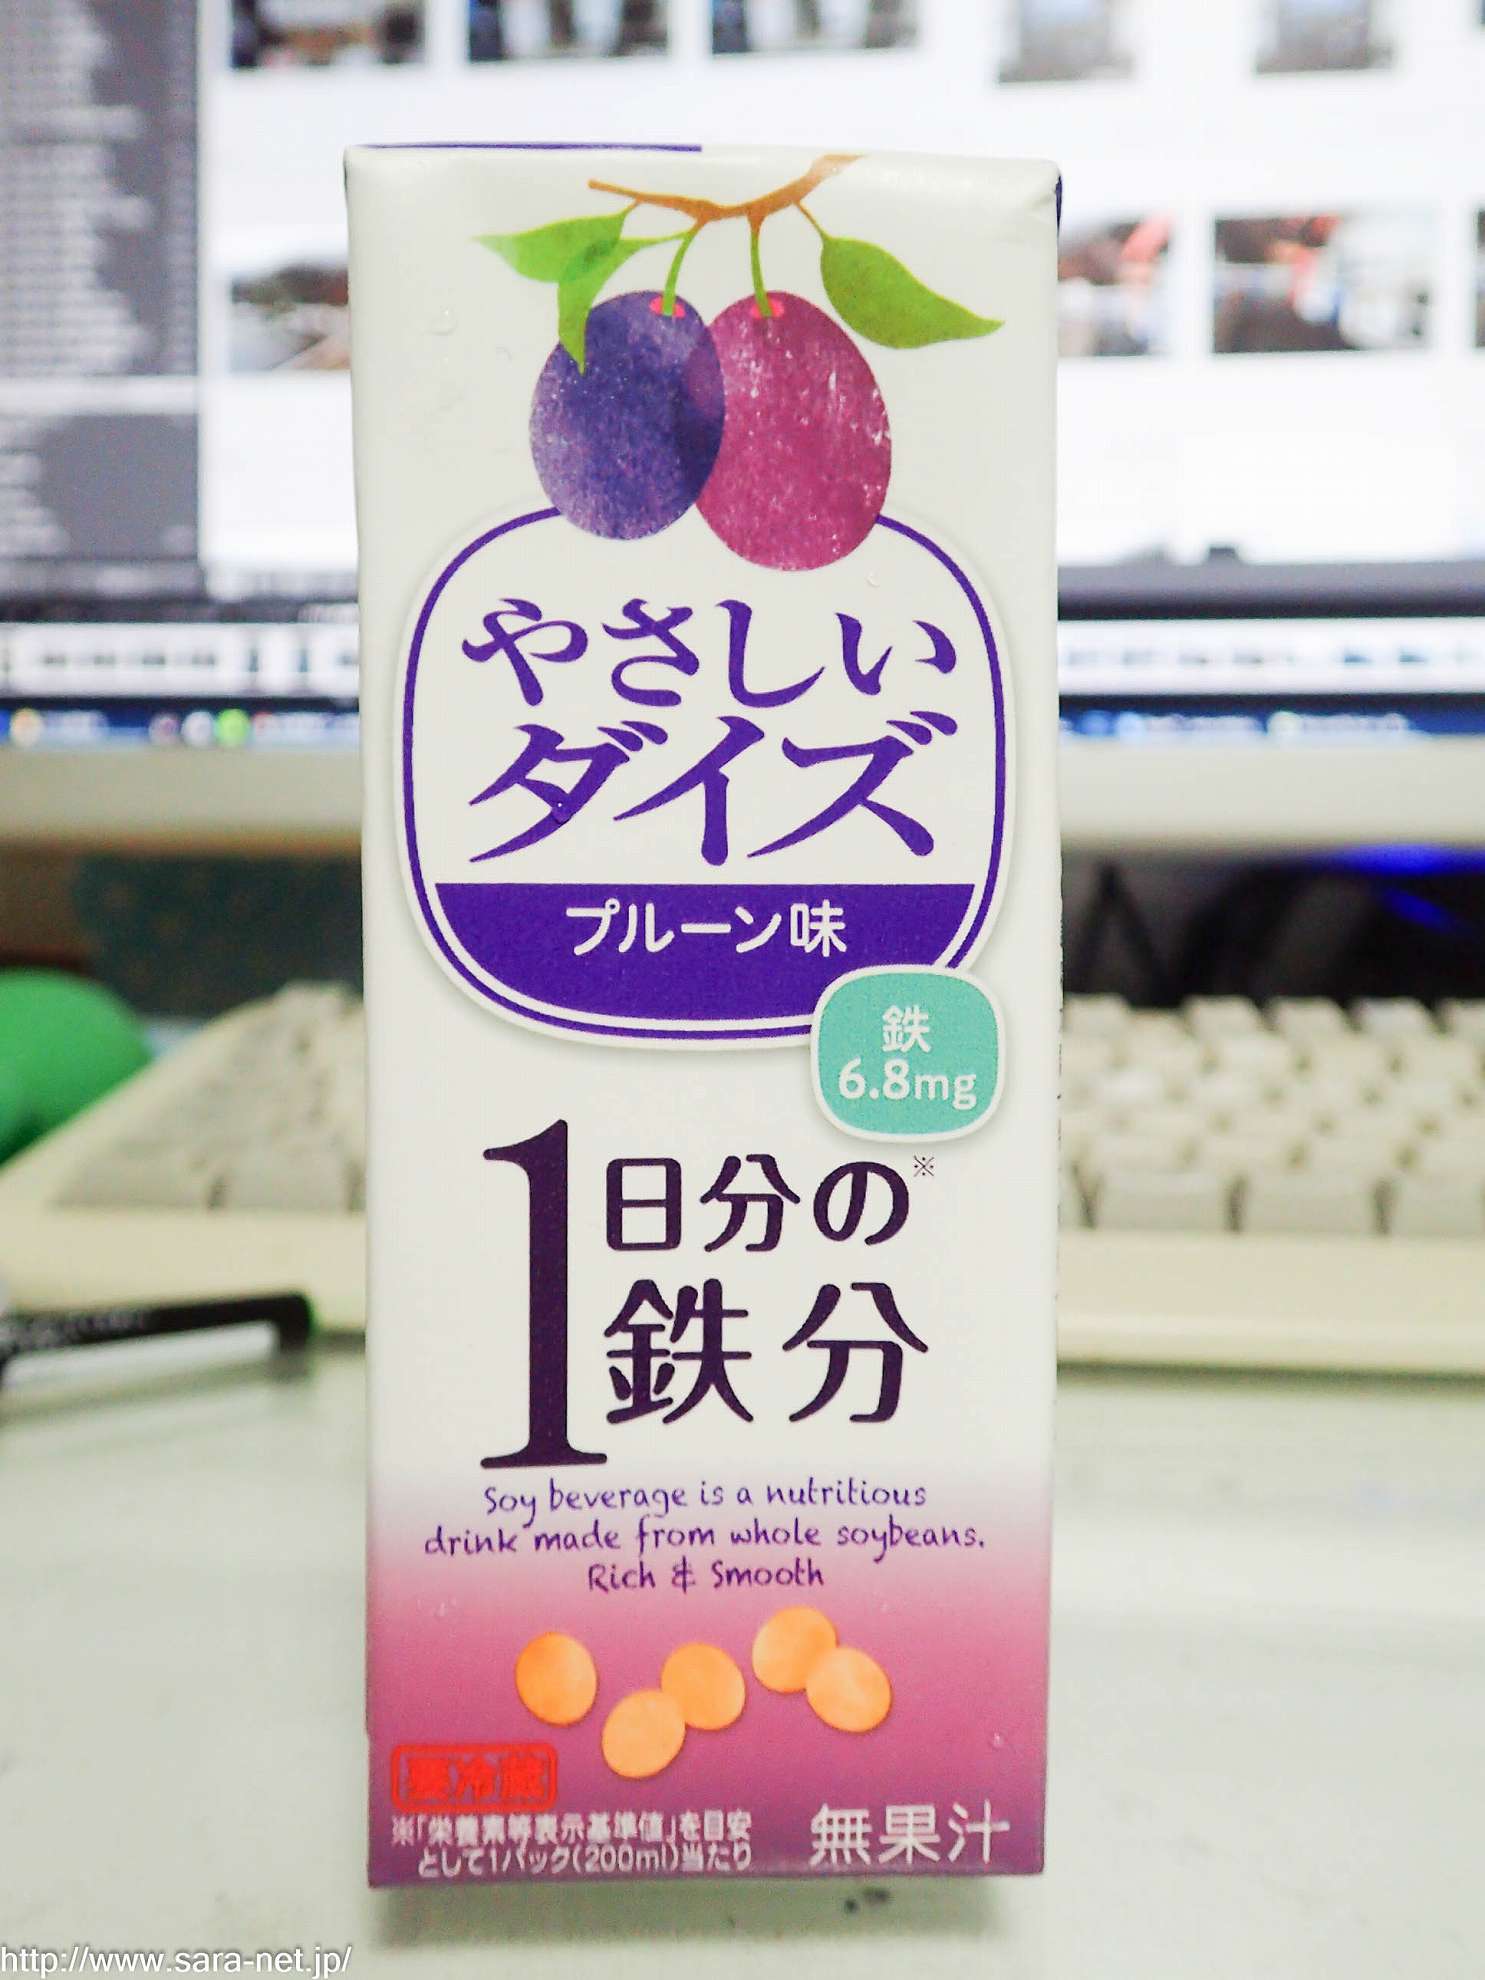 やさしい
ダイズ
プルーン味
鉄
6.8mg
1日分の※
鉄分
Soy beverage is a nutritious
drink made from whole soybeans.
Rich & Smooth
要冷蔵
※「栄養素等表示基準値」を目安
として1パック(200ml)当たり
無果汁
http://www.sara-net.jp/